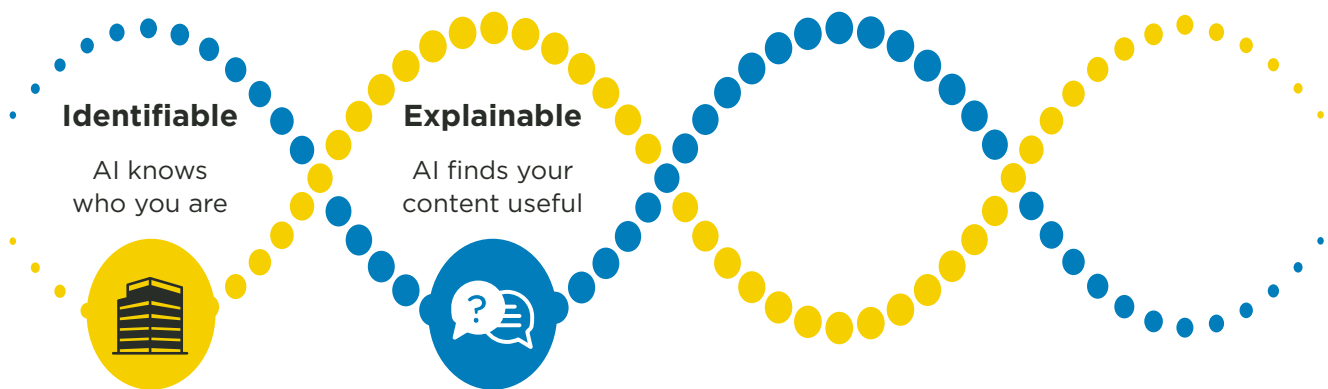 Identifiable
AI knows
who you are
Explainable
AI finds your
content useful
?